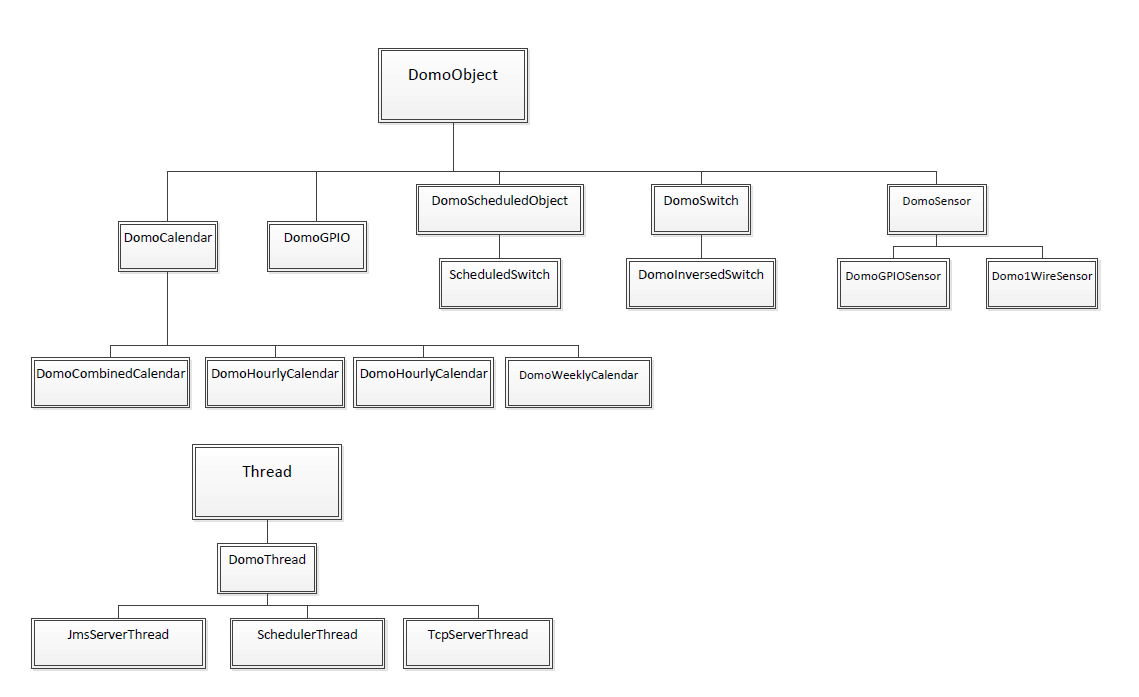 DomoObject
DomoScheduledObject
DomoSwitch
DomoSensor
DomoCalendar
DomoGPIO
ScheduledSwitch
DomoInversedSwitch
DomoGPIOSensor
Domo1WireSensor
DomoCombinedCalendar
DomoHourlyCalendar
DomoHourlyCalendar
DomoWeeklyCalendar
Thread
DomoThread
JmsServerThread
SchedulerThread
TcpServerThread